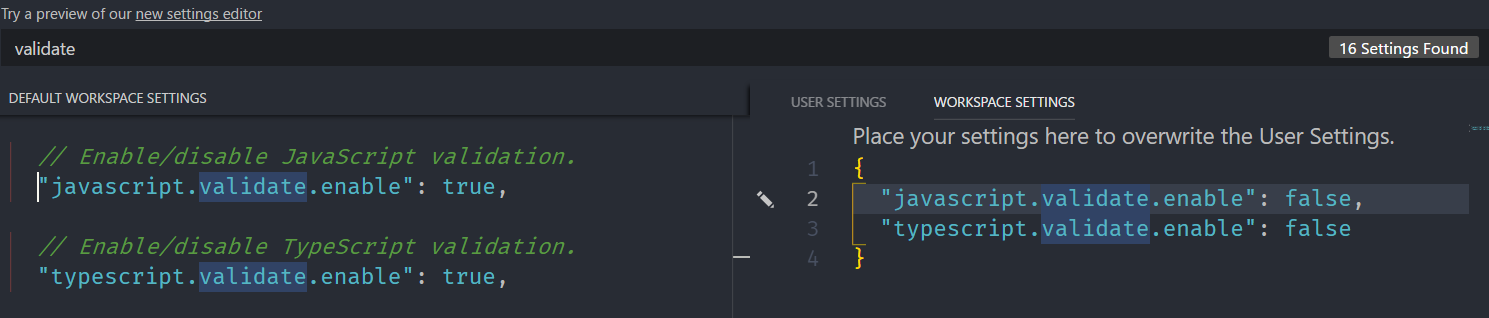 Try a preview of our new settings editor
validate
16 Settings Found
DEFAULT WORKSPACE SETTINGS
// Enable/disable JavaScript validation.
"javascript.validate.enable": true,
// Enable/disable TypeScript validation.
"typescript.validate.enable": true,
USER SETTINGS
WORKSPACE SETTINGS
Place your settings here to overwrite the User Settings.
1 {
2 "javascript.validate.enable": false,
3 "typescript.validate.enable": false
4 }